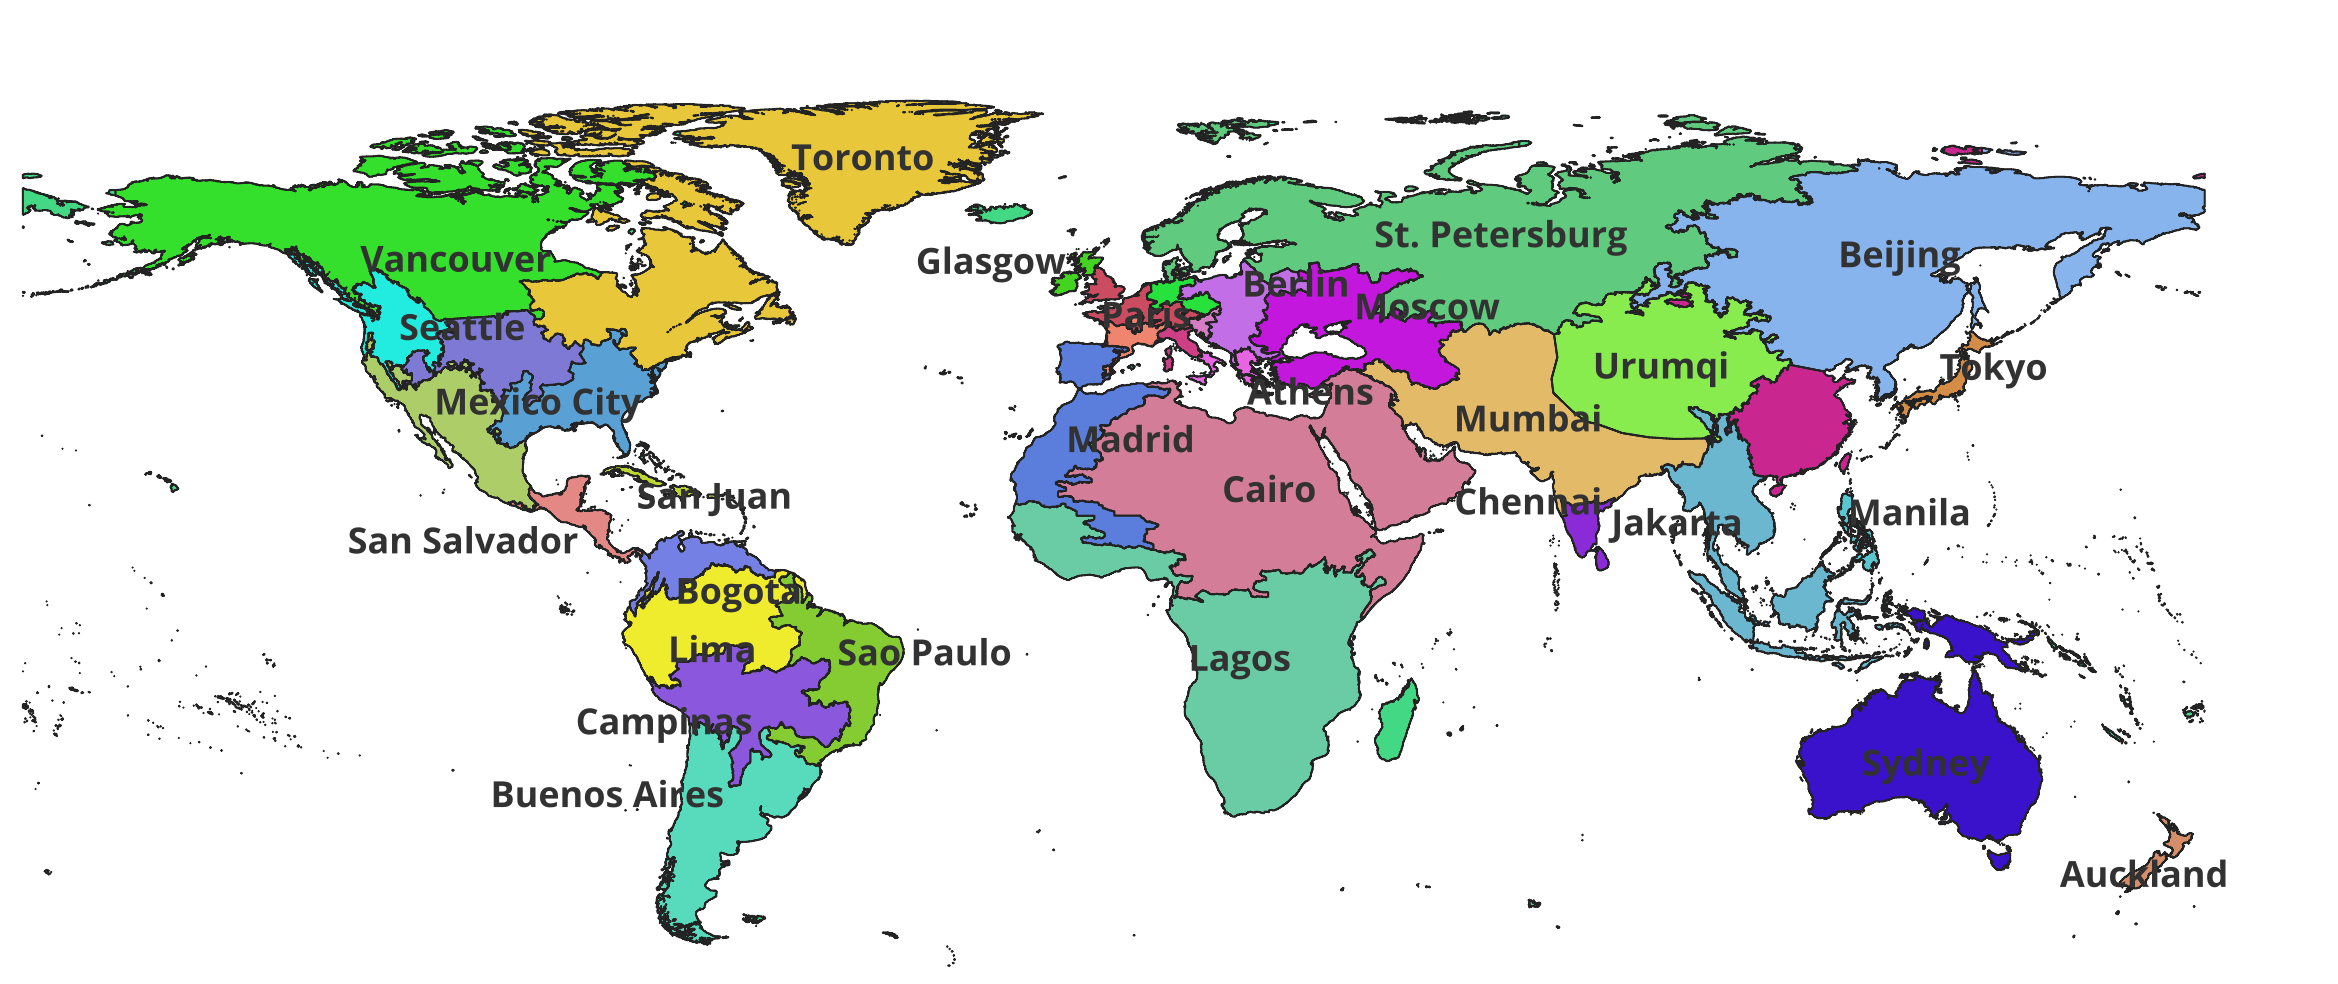 Toronto
St. Petersburg
Vancouver
Glasgow
Beijing
Berlin
Moscow
Paris
Seattle
Urumqi
Tokyo
Athens
Mexico City
Mumbai
Madrid
Cairo
San Juan
Chennai
Manila
Jakarta
San Salvador
Bogota
Lima
Sao Paulo
Lagos
Campinas
Sydney
Buenos Aires
Auckland